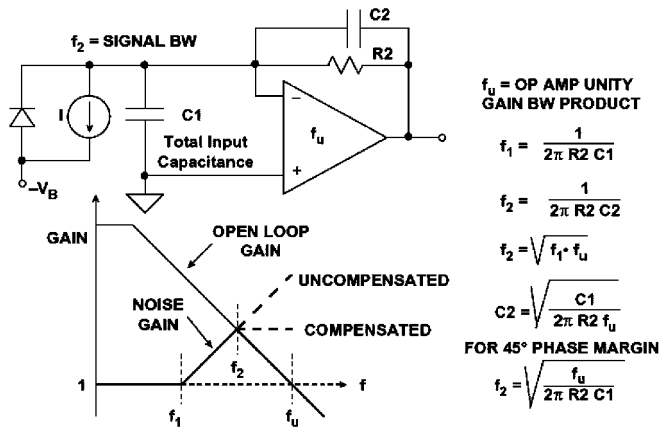 f₂ = SIGNAL BW
C2
R2
I
C1
Total Input
Capacitance
–
+
fᵤ
–V_B
fᵤ = OP AMP UNITY
GAIN BW PRODUCT
f₁ = 1 / 2π R2 C1
f₂ = 1 / 2π R2 C2
f₂ = √(f₁ • fᵤ)
C2 = √(C1 / 2π R2 fᵤ)
FOR 45° PHASE MARGIN
f₂ = √(fᵤ / 2π R2 C1)
GAIN
OPEN LOOP
GAIN
UNCOMPENSATED
NOISE
GAIN
COMPENSATED
f₂
1
f
f₁
fᵤ